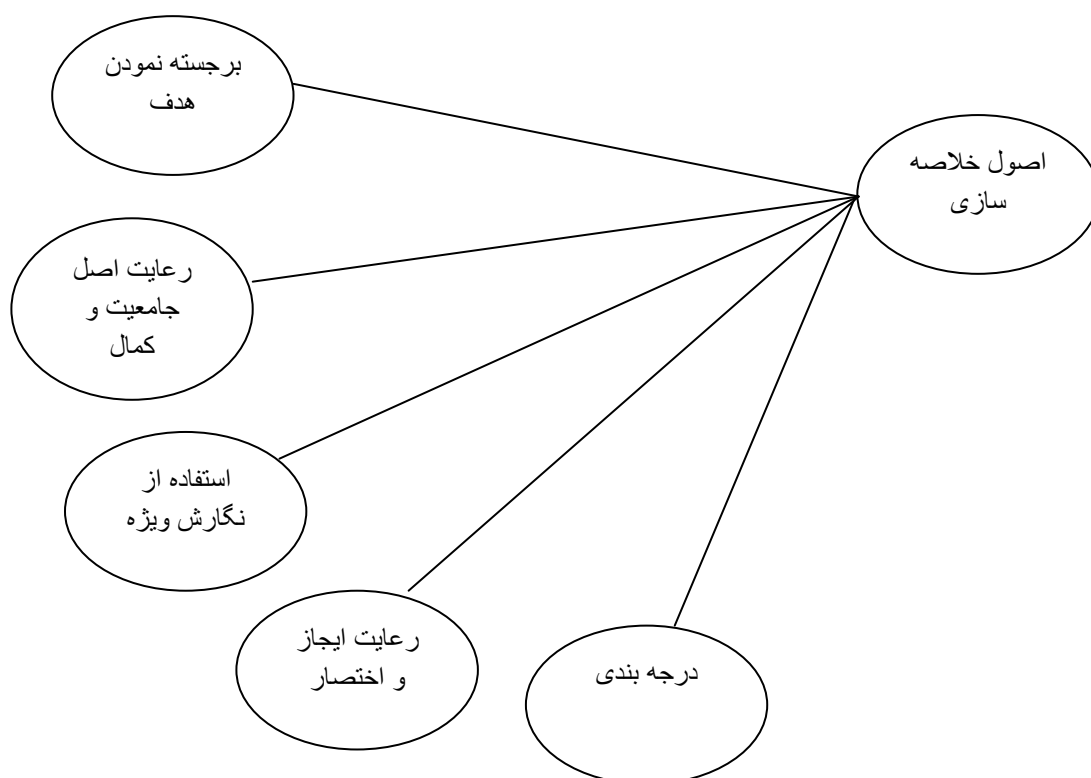 اصول خلاصه
سازی
برجسته نمودن
هدف
رعایت اصل
جامعیت و
کمال
استفاده از
نگارش ویژه
رعایت ایجاز
و اختصار
درجه بندی